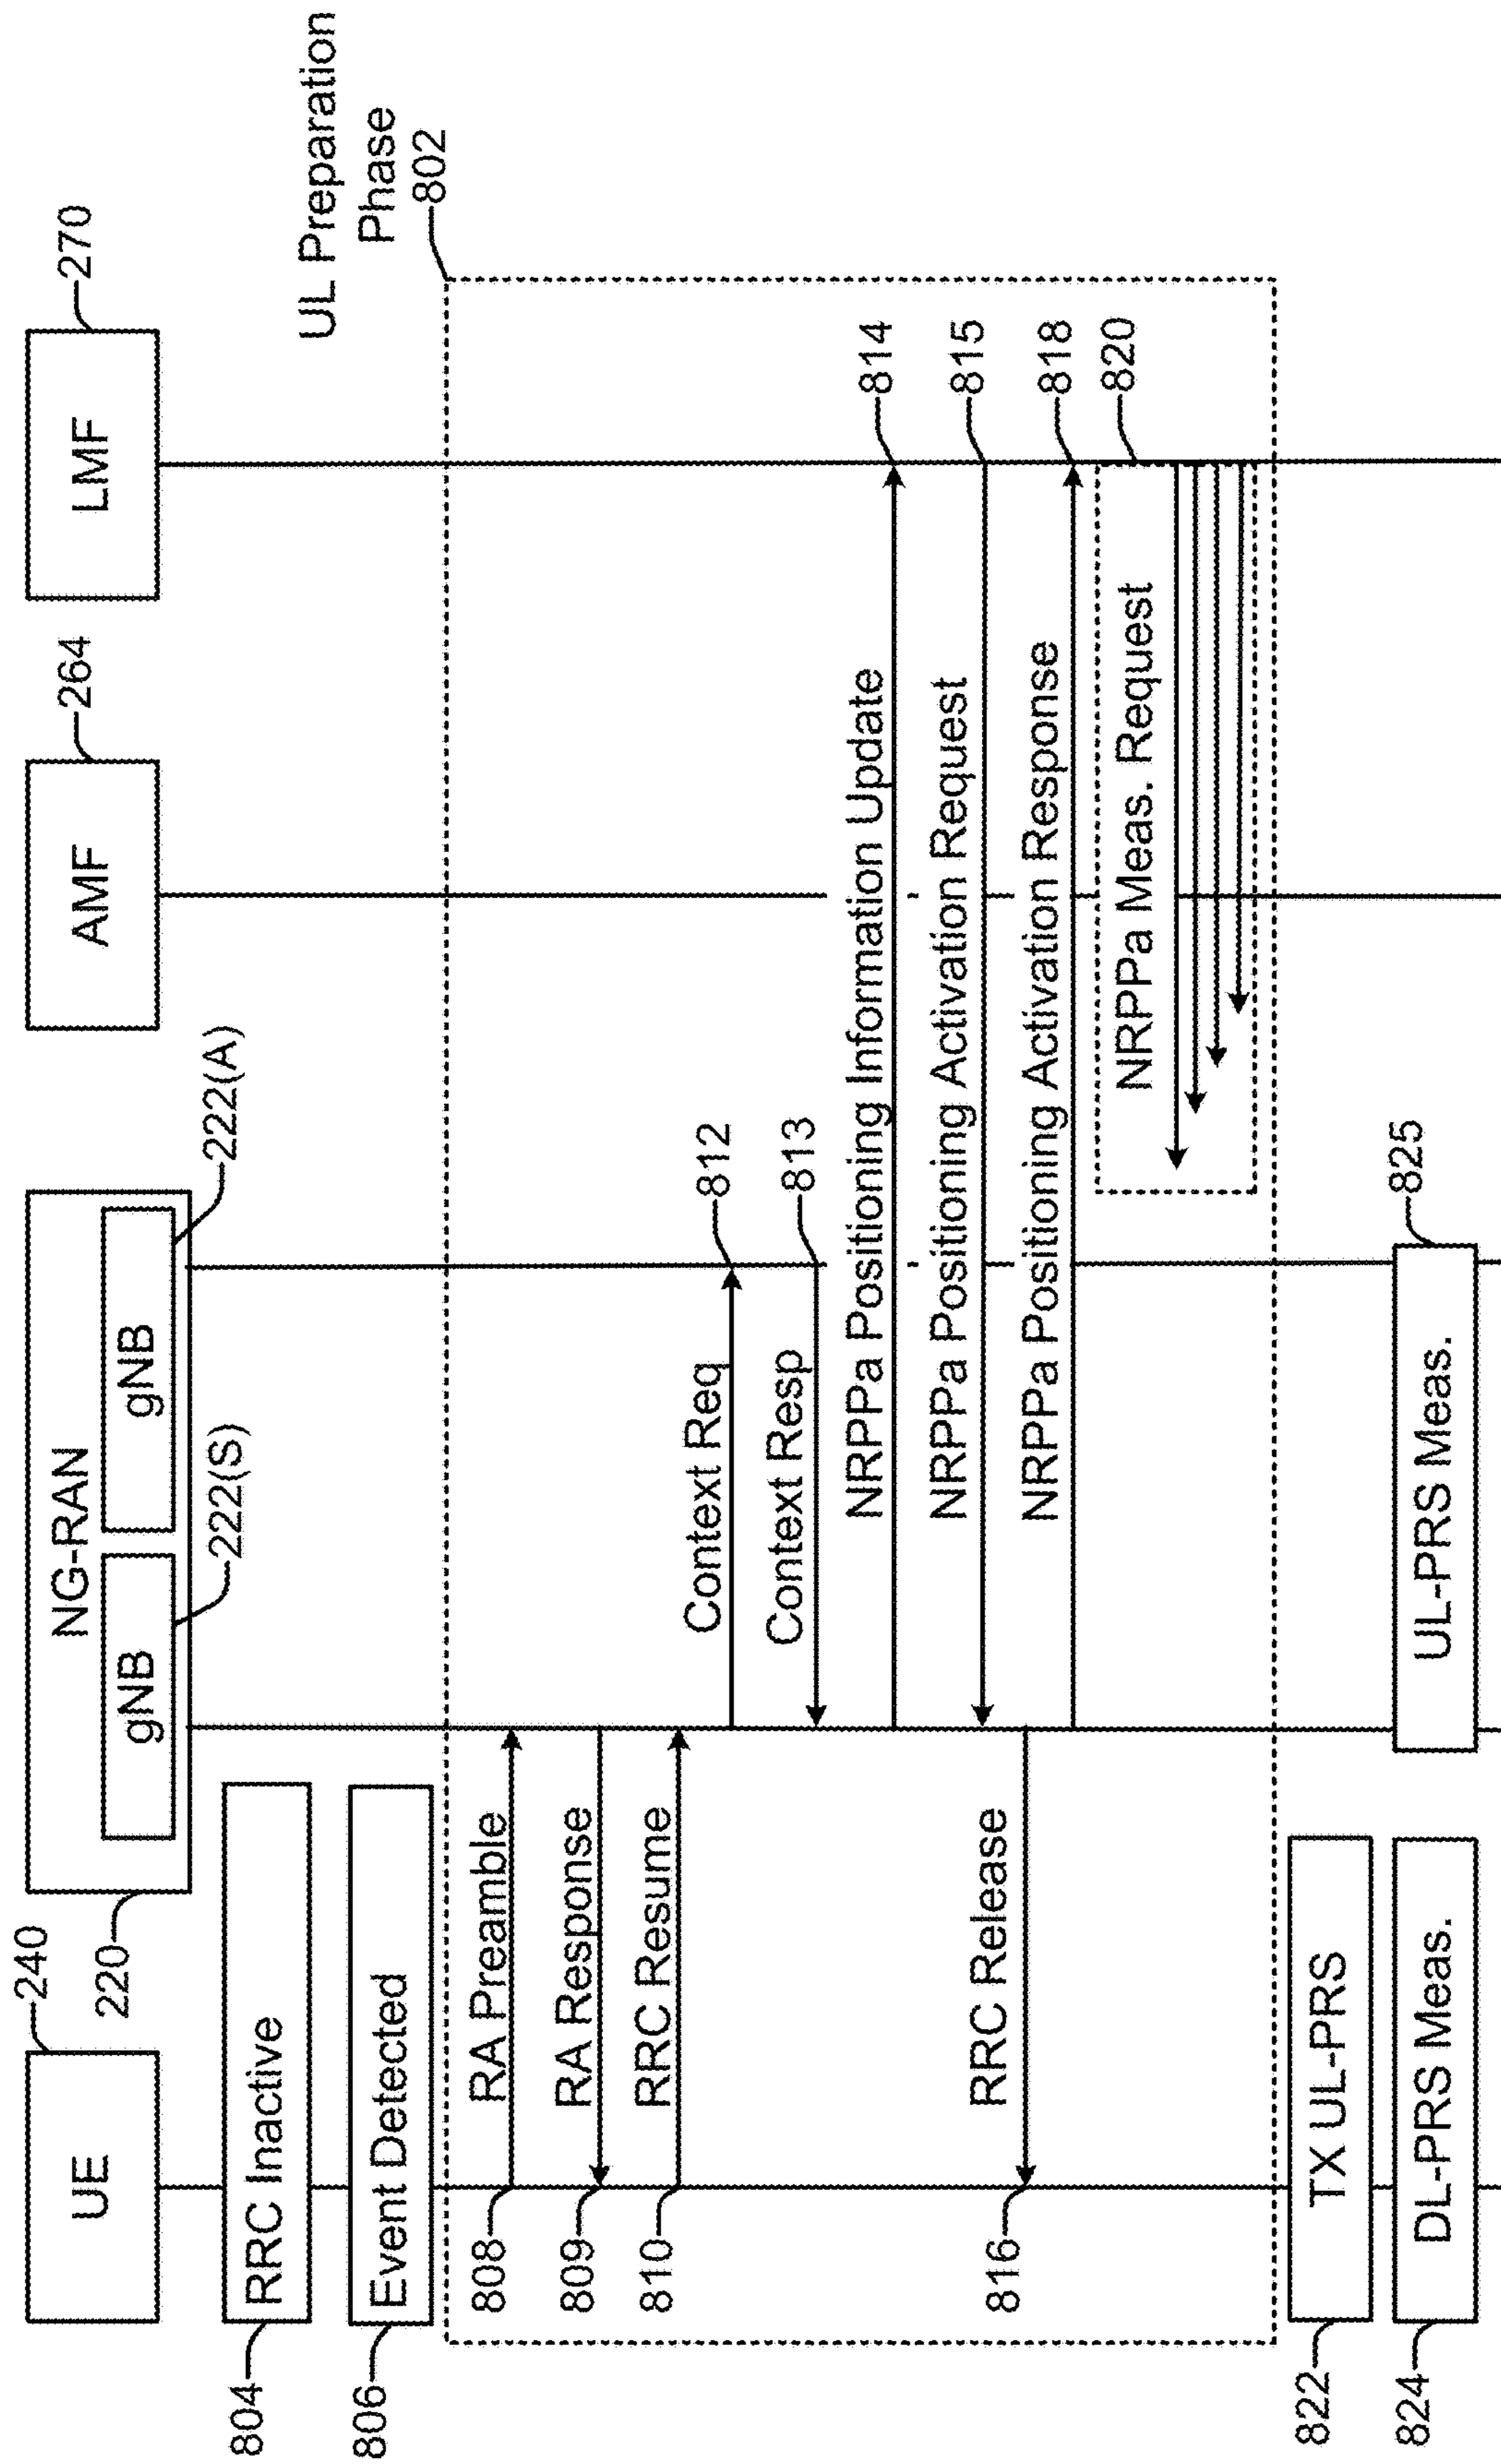 UE
240
NG-RAN
220
gNB
222(S)
gNB
222(A)
AMF
264
LMF
270
804
RRC Inactive
806
Event Detected
UL Preparation
Phase
802
808
RA Preamble
809
RA Response
810
RRC Resume
Context Req
812
Context Resp
813
NRPPa Positioning Information Update
814
NRPPa Positioning Activation Request
815
816
RRC Release
NRPPa Positioning Activation Response
818
NRPPa Meas. Request
820
822
TX UL-PRS
824
DL-PRS Meas.
UL-PRS Meas.
825